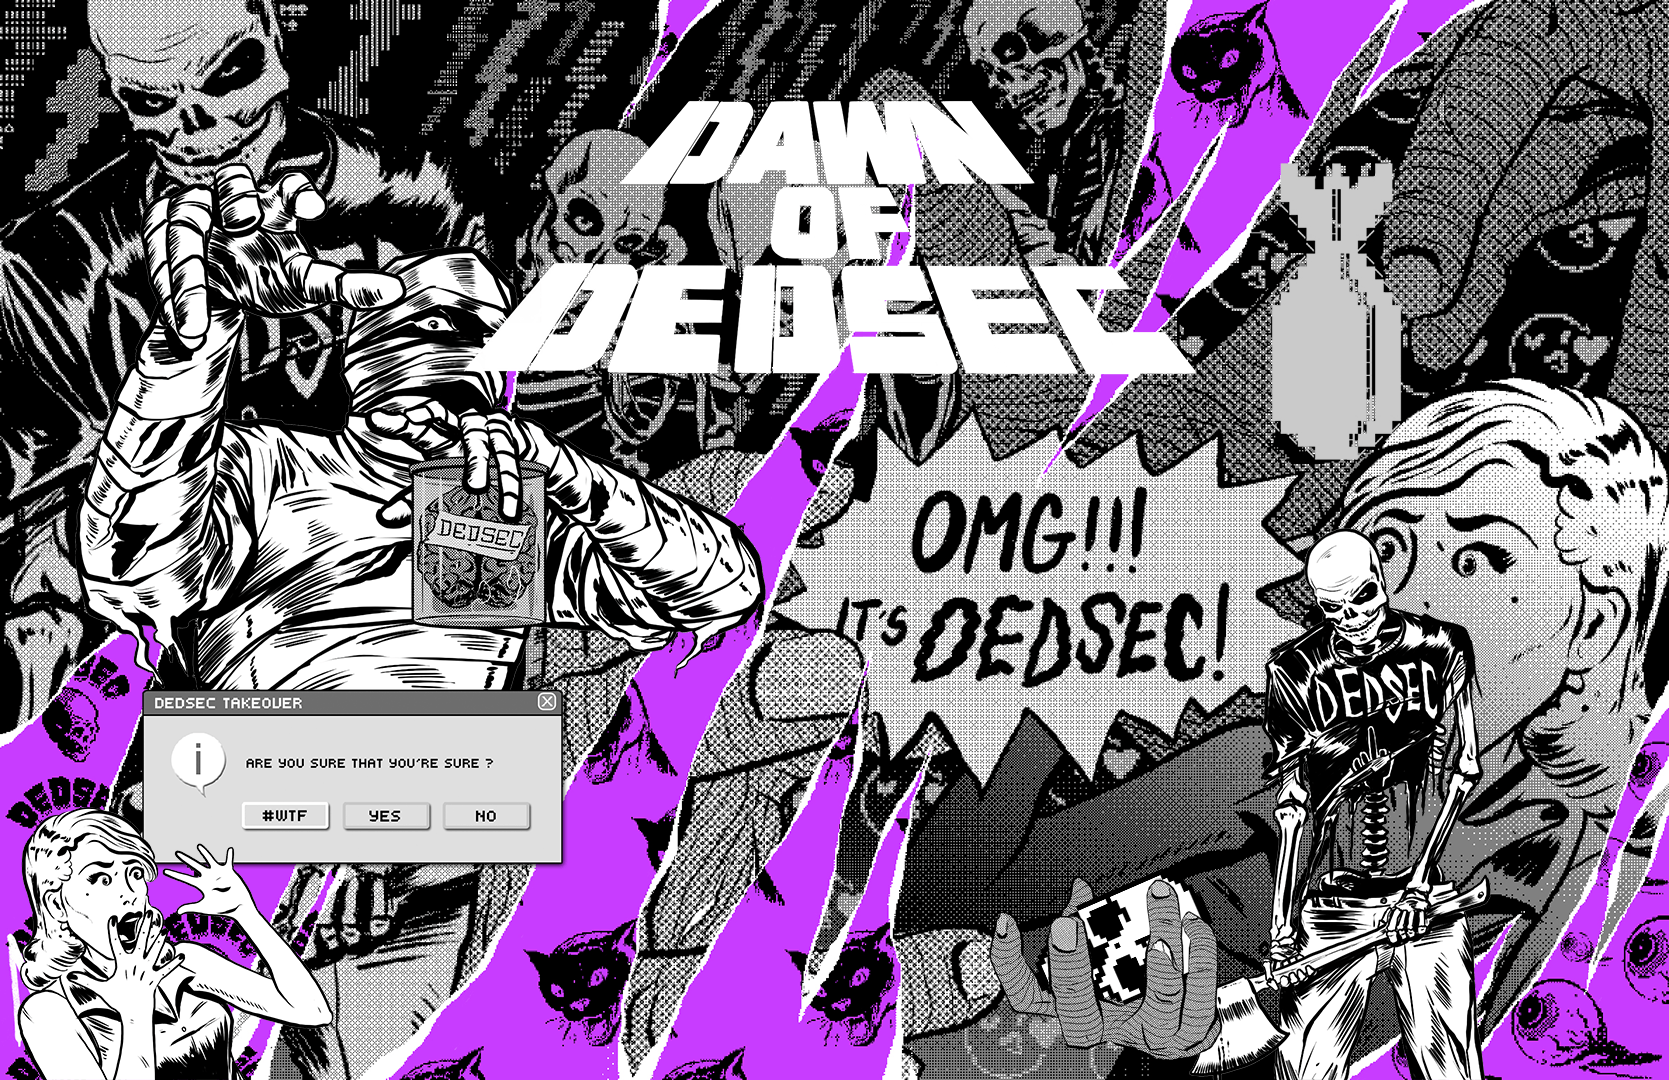 DAWN
OF
DEDSEC
DEDSEC
OMG!!!
IT'S DEDSEC!
DEDSEC
DEDSEC TAKEOVER
i
ARE YOU SURE THAT YOU'RE SURE ?
#WTF YES NO